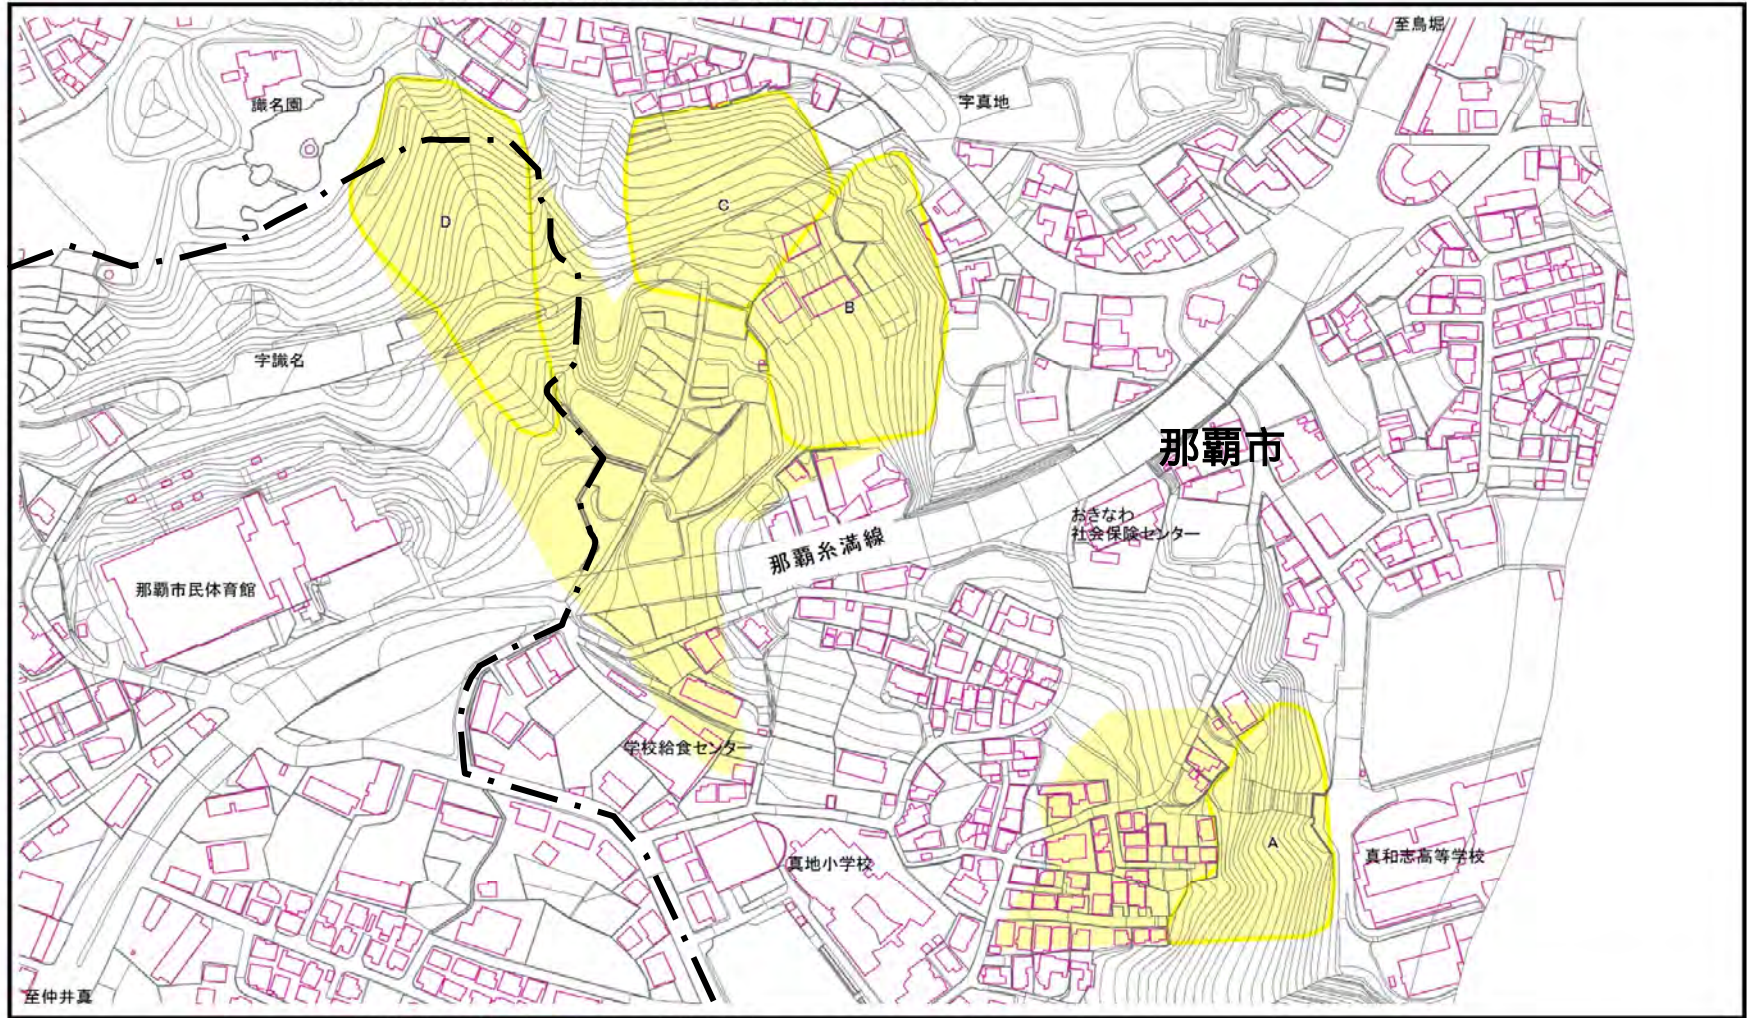 至鳥堀
識名園
字真地
C
D
B
字識名
那覇市
おきなわ
社会保険センター
那覇糸満線
那覇市民体育館
学校給食センター
A
真地小学校
真和志高等学校
至仲井真